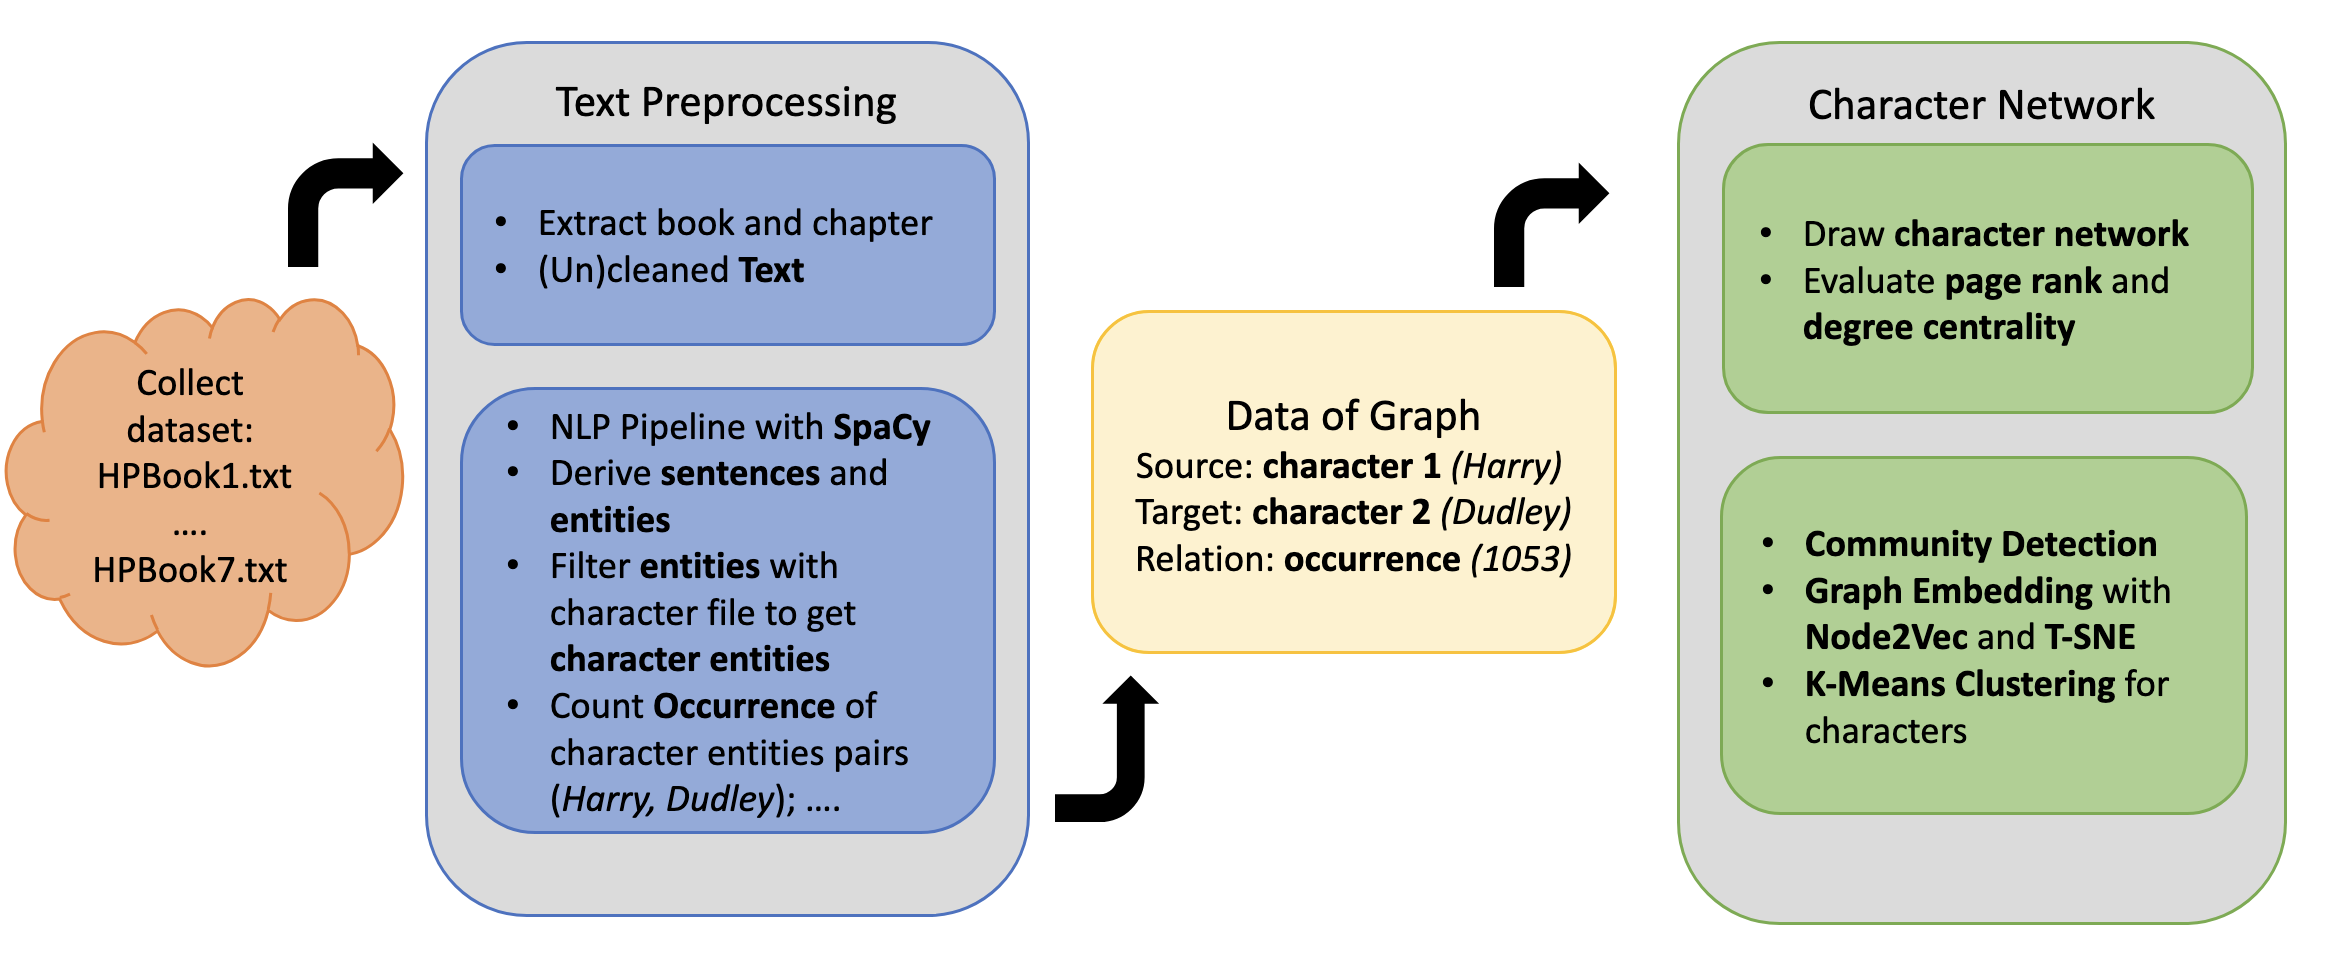 Collect
dataset:
HPBook1.txt
....
HPBook7.txt
Text Preprocessing
• Extract book and chapter
• (Un)cleaned Text
• NLP Pipeline with SpaCy
• Derive sentences and
entities
• Filter entities with
character file to get
character entities
• Count Occurrence of
character entities pairs
(Harry, Dudley); ....
Data of Graph
Source: character 1 (Harry)
Target: character 2 (Dudley)
Relation: occurrence (1053)
Character Network
• Draw character network
• Evaluate page rank and
degree centrality
• Community Detection
• Graph Embedding with
Node2Vec and T-SNE
• K-Means Clustering for
characters